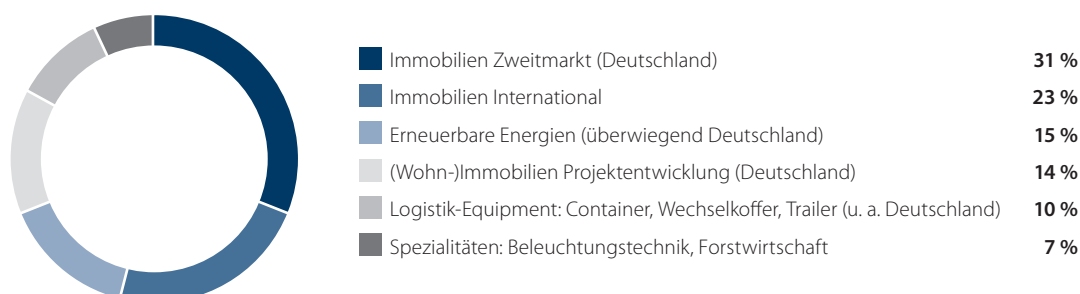 Immobilien Zweitmarkt (Deutschland) 31 %
Immobilien International 23 %
Erneuerbare Energien (überwiegend Deutschland) 15 %
(Wohn-)Immobilien Projektentwicklung (Deutschland) 14 %
Logistik-Equipment: Container, Wechselkoffer, Trailer (u. a. Deutschland) 10 %
Spezialitäten: Beleuchtungstechnik, Forstwirtschaft 7 %